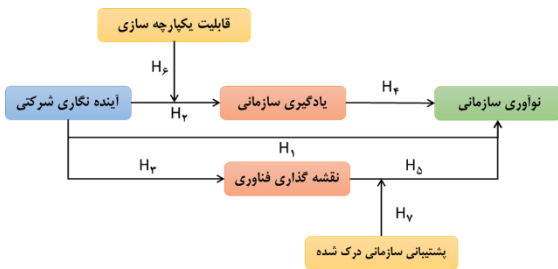 قابلیت یکپارچه سازی
H۶
آینده نگاری شرکتی
H۲
یادگیری سازمانی
H۴
نوآوری سازمانی
H۱
H۳
نقشه گذاری فناوری
H۵
H۷
پشتیبانی سازمانی درک شده